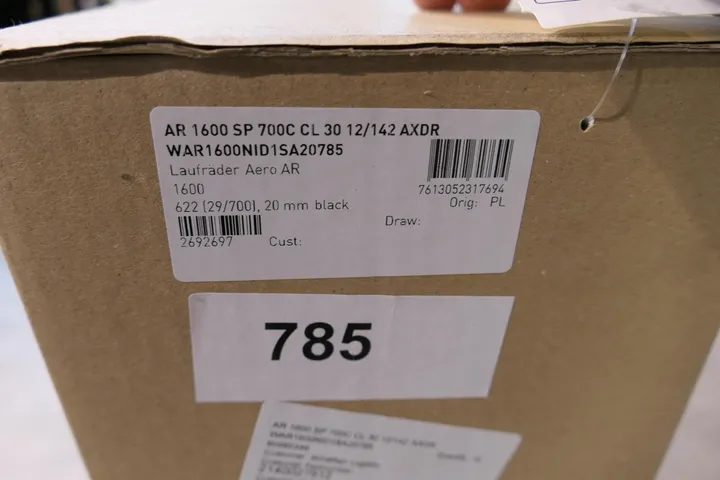 AR 1600 SP 700C CL 30 12/142 AXDR
WAR1600NID1SA20785
Laufräder Aero AR
1600
7613052317694
622 (29/700), 20 mm black
Orig: PL
Draw:
2692697
Cust:
785
AR 1600 SP 700C CL 30 12/142 AXDR